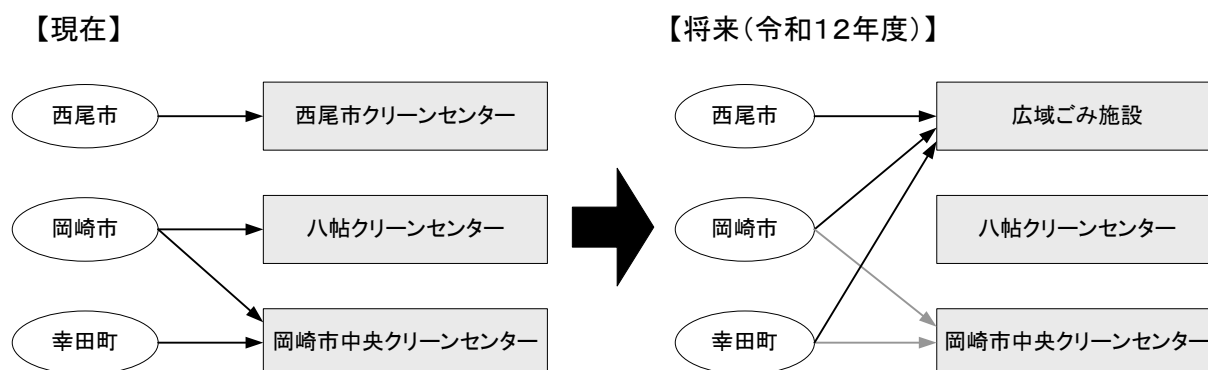 【現在】
西尾市
西尾市クリーンセンター
岡崎市
八帖クリーンセンター
幸田町
岡崎市中央クリーンセンター
【将来(令和12年度)】
西尾市
広域ごみ施設
岡崎市
八帖クリーンセンター
幸田町
岡崎市中央クリーンセンター